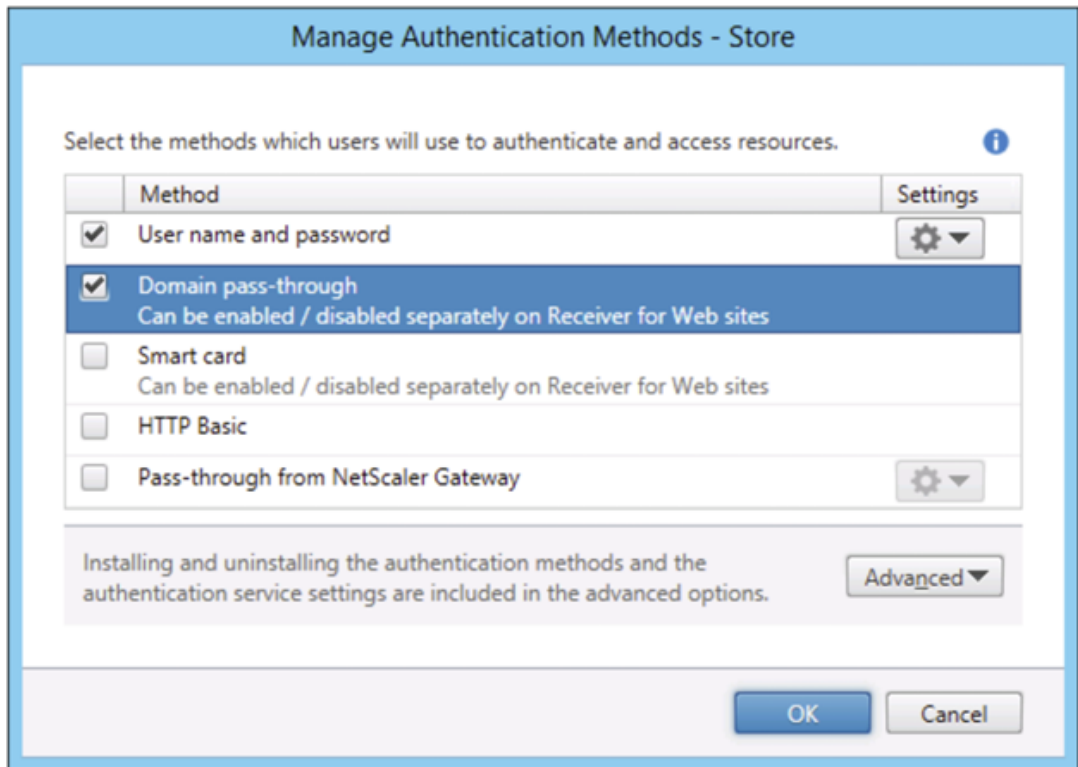 Manage Authentication Methods - Store
Select the methods which users will use to authenticate and access resources.
Method Settings
User name and password
Domain pass-through
Can be enabled / disabled separately on Receiver for Web sites
Smart card
Can be enabled / disabled separately on Receiver for Web sites
HTTP Basic
Pass-through from NetScaler Gateway
Installing and uninstalling the authentication methods and the
authentication service settings are included in the advanced options.
Advanced
OK Cancel